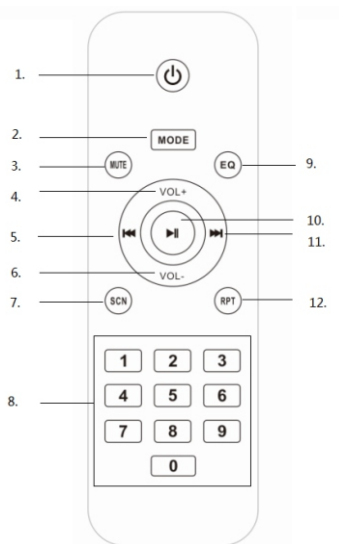 1.
2. MODE
3. MUTE EQ 9.
4. VOL+
10.
5. 11.
6. VOL-
7. SCN RPT 12.
1 2 3
8. 4 5 6
7 8 9
0